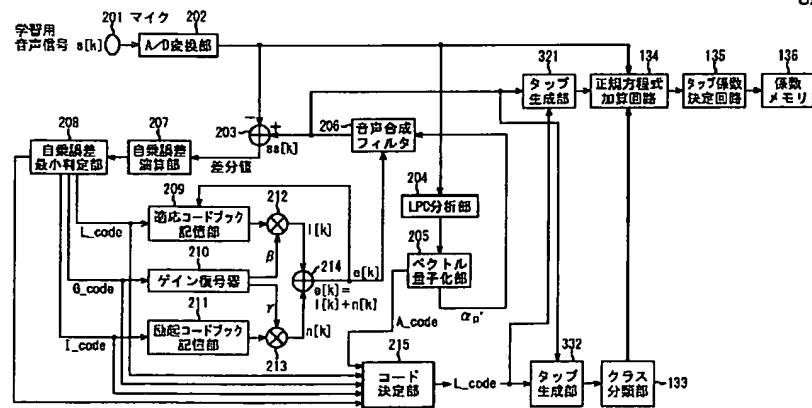 学習用
音声信号 s[k]
201 マイク
202
A/D変換部
321
タップ
生成部
134
正規方程式
加算回路
135
タップ係数
決定回路
136
係数
メモリ
208
自乗誤差
最小判定部
207
自乗誤差
演算部
203
− +
ss[k]
差分値
206
音声合成
フィルタ
204
LPC分析部
205
ベクトル
量子化部
209
適応コードブック
記憶部
212
l[k]
L_code
210
ゲイン復号器
β
γ
214
e[k]
e[k]=
l[k]+n[k]
G_code
211
励起コードブック
記憶部
213
n[k]
I_code
A_code
αp'
215
コード
決定部
L_code
332
タップ
生成部
クラス
分類部
133